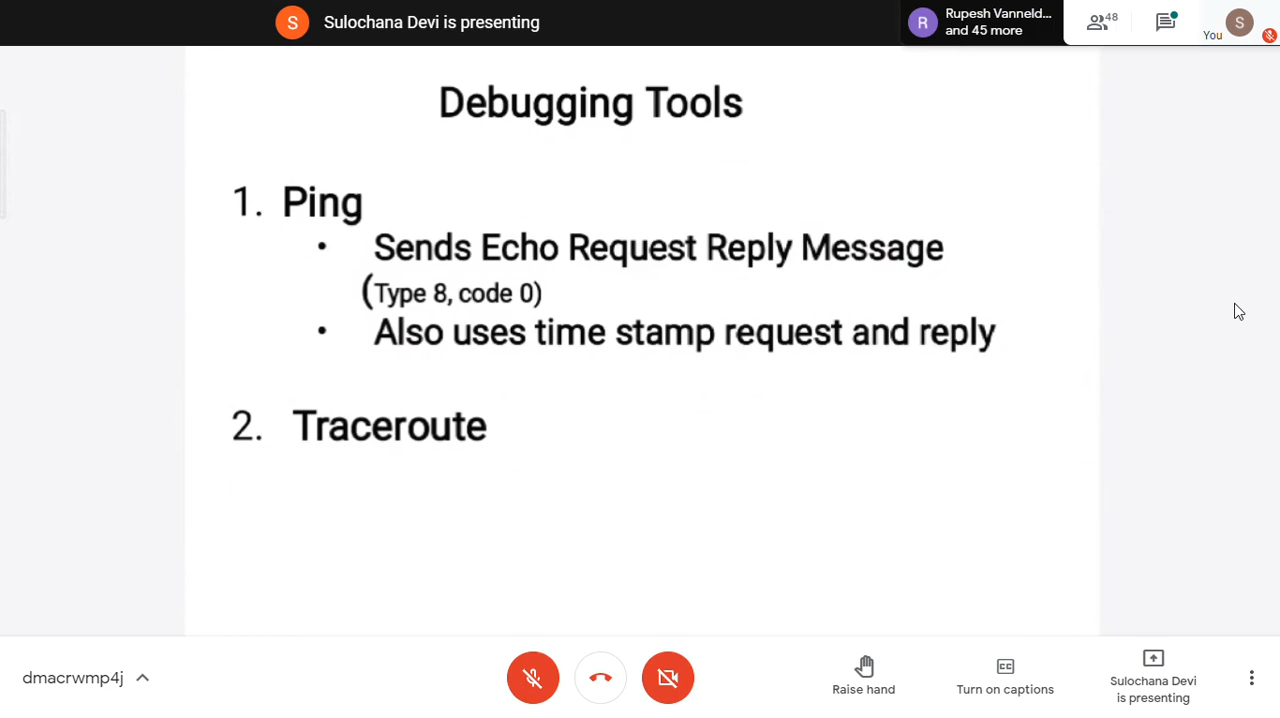 S
Sulochana Devi is presenting
R
Rupesh Vanneld...
and 45 more
48
You
S
Debugging Tools
1. Ping
• Sends Echo Request Reply Message
(Type 8, code 0)
• Also uses time stamp request and reply
2. Traceroute
dmacrwmp4j
Raise hand
CC
Turn on captions
Sulochana Devi
is presenting